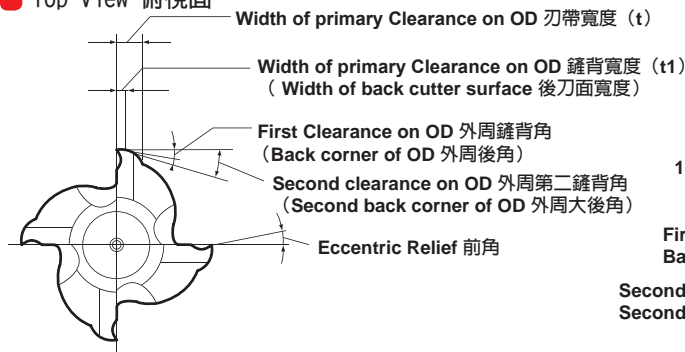 Top View 俯視面
Width of primary Clearance on OD 刃帶寬度（t）
Width of primary Clearance on OD 鏟背寬度（t1）
（ Width of back cutter surface 後刀面寬度）
First Clearance on OD 外周鏟背角
（Back corner of OD 外周後角）
Second clearance on OD 外周第二鏟背角
（Second back corner of OD 外周大後角）
Eccentric Relief 前角
1
Fir
Ba
Second
Second